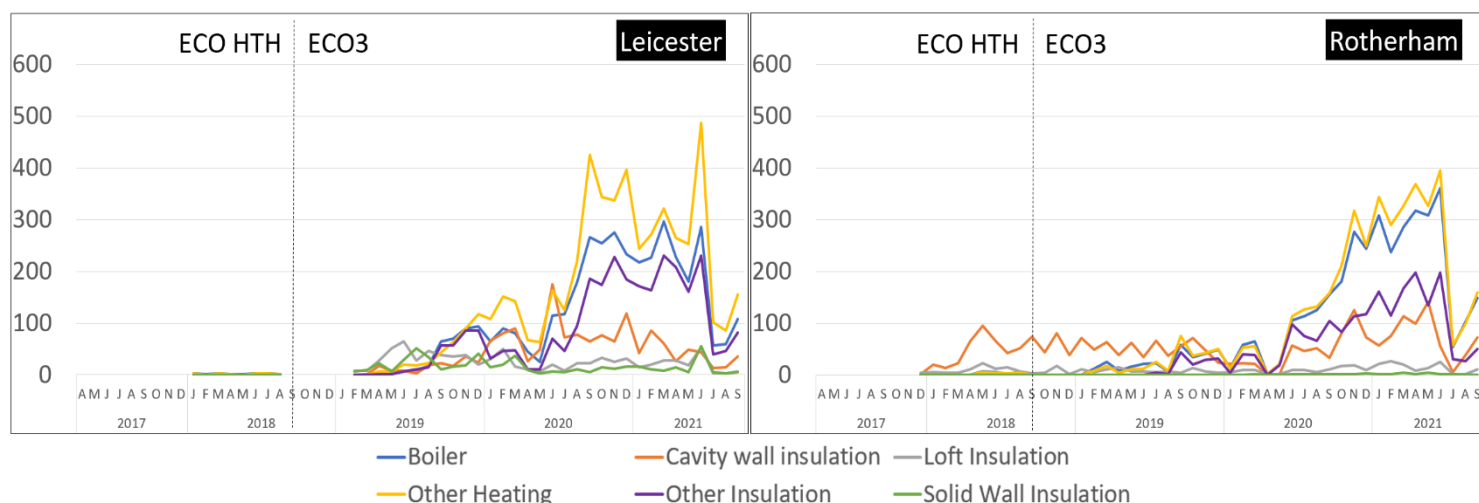 ECO HTH
ECO3
Leicester
600
500
400
300
200
100
0
A M J J A S O N D J F M A M J J A S O N D J F M A M J J A S O N D J F M A M J J A S O N D J F M A M J J A S
2017 2018 2019 2020 2021
ECO HTH
ECO3
Rotherham
600
500
400
300
200
100
0
A M J J A S O N D J F M A M J J A S O N D J F M A M J J A S O N D J F M A M J J A S O N D J F M A M J J A S
2017 2018 2019 2020 2021
Boiler
Cavity wall insulation
Loft Insulation
Other Heating
Other Insulation
Solid Wall Insulation